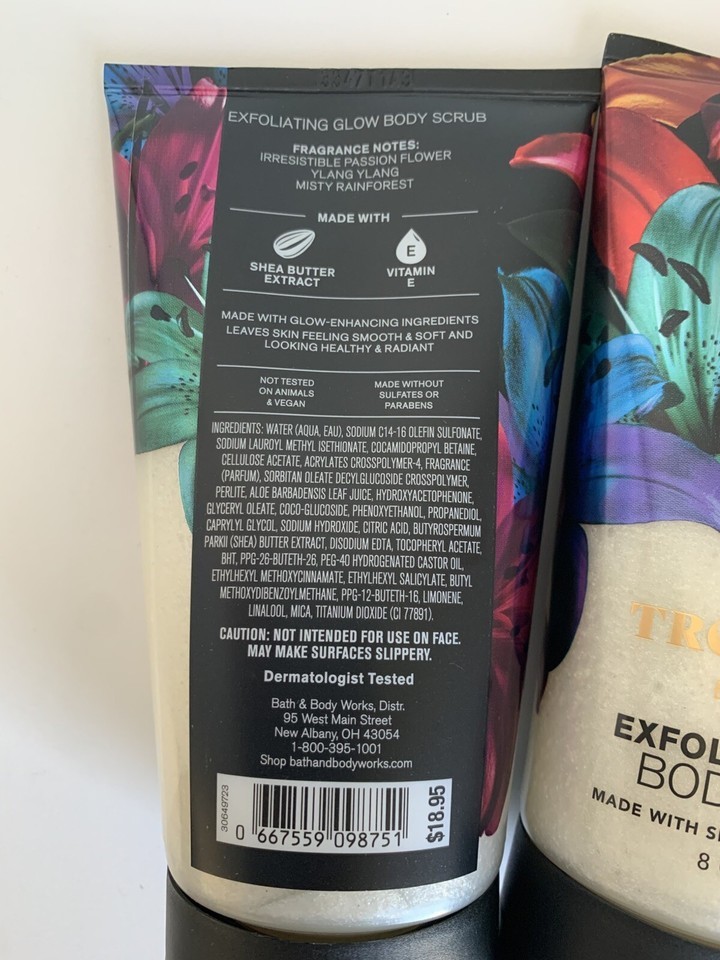 EXFOLIATING GLOW BODY SCRUB
FRAGRANCE NOTES:
IRRESISTIBLE PASSION FLOWER
YLANG YLANG
MISTY RAINFOREST
MADE WITH
E
SHEA BUTTER
EXTRACT
VITAMIN
E
MADE WITH GLOW-ENHANCING INGREDIENTS
LEAVES SKIN FEELING SMOOTH & SOFT AND
LOOKING HEALTHY & RADIANT
NOT TESTED
ON ANIMALS
& VEGAN
MADE WITHOUT
SULFATES OR
PARABENS
INGREDIENTS: WATER (AQUA, EAU), SODIUM C14-16 OLEFIN SULFONATE,
SODIUM LAUROYL METHYL ISETHIONATE, COCAMIDOPROPYL BETAINE,
CELLULOSE ACETATE, ACRYLATES CROSSPOLYMER-4, FRAGRANCE
(PARFUM), SORBITAN OLEATE DECYLGLUCOSIDE CROSSPOLYMER,
PERLITE, ALOE BARBADENSIS LEAF JUICE, HYDROXYACETOPHENONE,
GLYCERYL OLEATE, COCO-GLUCOSIDE, PHENOXYETHANOL, PROPANEDIOL,
CAPRYLYL GLYCOL, SODIUM HYDROXIDE, CITRIC ACID, BUTYROSPERMUM
PARKII (SHEA) BUTTER EXTRACT, DISODIUM EDTA, TOCOPHERYL ACETATE,
BHT, PPG-26-BUTETH-26, PEG-40 HYDROGENATED CASTOR OIL,
ETHYLHEXYL METHOXYCINNAMATE, ETHYLHEXYL SALICYLATE, BUTYL
METHOXYDIBENZOYLMETHANE, PPG-12-BUTETH-16, LIMONENE,
LINALOOL, MICA, TITANIUM DIOXIDE (CI 77891).
CAUTION: NOT INTENDED FOR USE ON FACE.
MAY MAKE SURFACES SLIPPERY.
Dermatologist Tested
Bath & Body Works, Distr.
95 West Main Street
New Albany, OH 43054
1-800-395-1001
Shop bathandbodyworks.com
30649723
0 667559 098751
$18.95
TRO
EXFOL
BOD
MADE WITH S
8